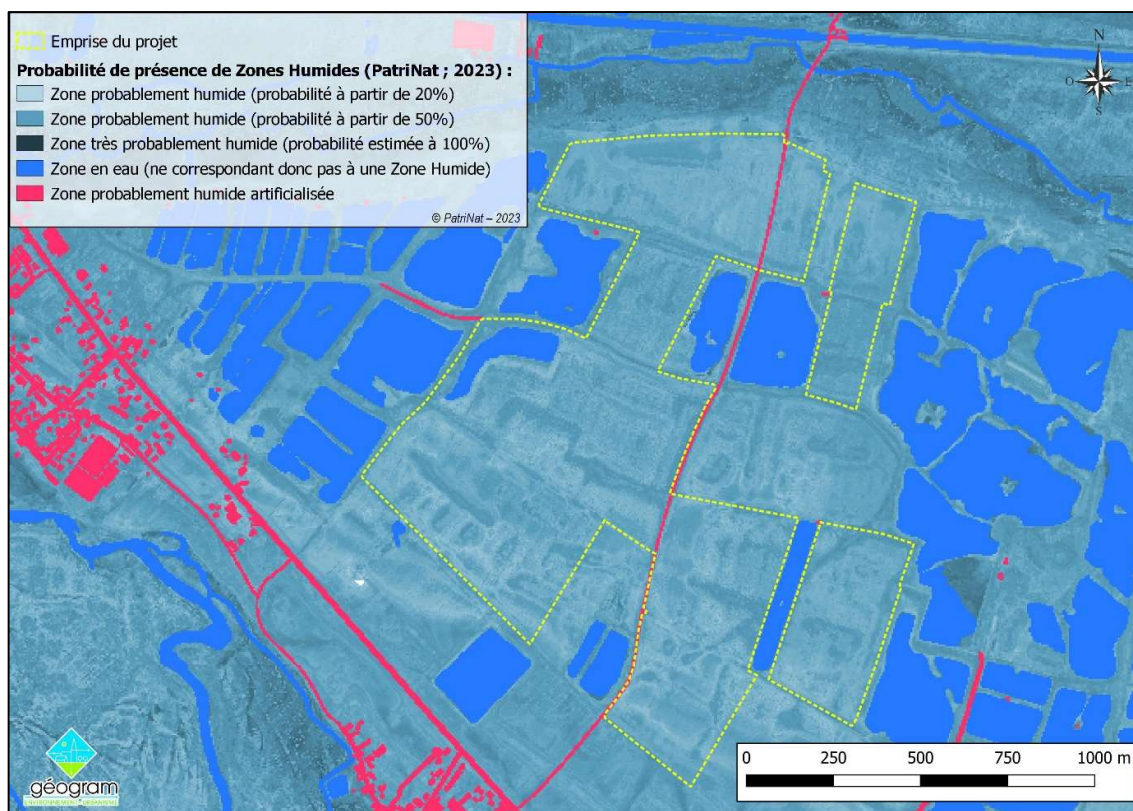 Emprise du projet
Probabilité de présence de Zones Humides (PatriNat ; 2023) :
Zone probablement humide (probabilité à partir de 20%)
Zone probablement humide (probabilité à partir de 50%)
Zone très probablement humide (probabilité estimée à 100%)
Zone en eau (ne correspondant donc pas à une Zone Humide)
Zone probablement humide artificialisée
© PatriNat – 2023
N
O
E
S
géogram
ENVIRONNEMENT - URBANISME
0 250 500 750 1000 m